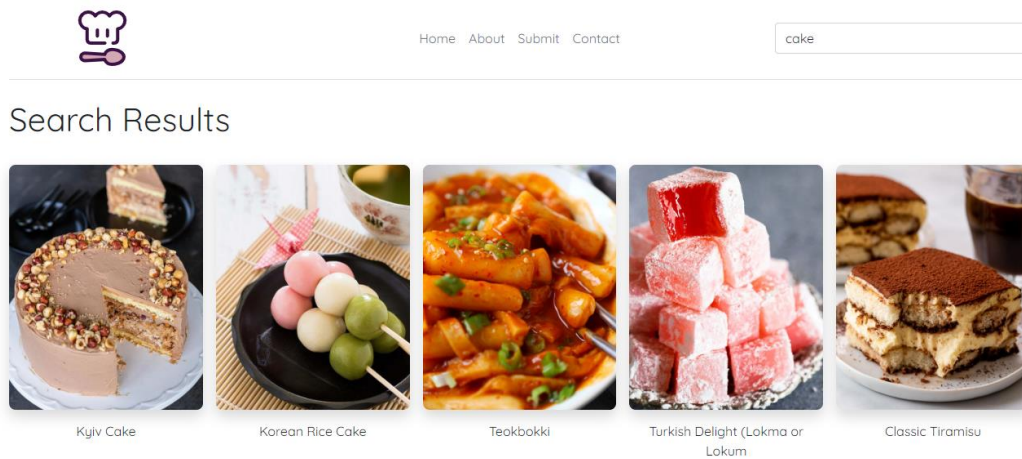 Home About Submit Contact
cake
Search Results
Kyiv Cake
Korean Rice Cake
Teokbokki
Turkish Delight (Lokma or
Lokum
Classic Tiramisu